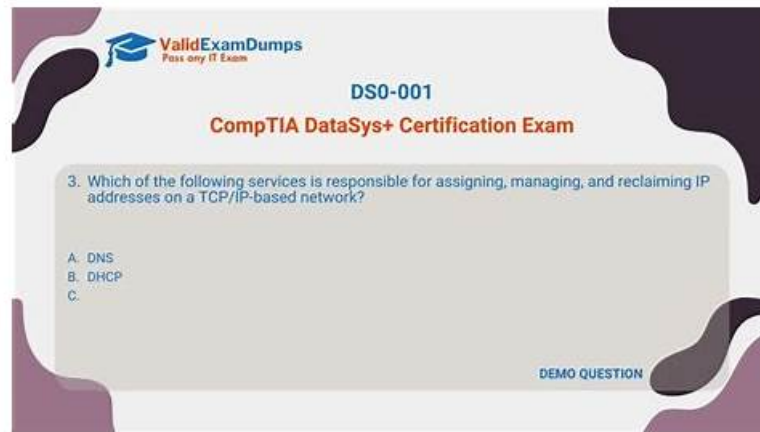 ValidExamDumps
Pass any IT Exam
DS0-001
CompTIA DataSys+ Certification Exam
3. Which of the following services is responsible for assigning, managing, and reclaiming IP
addresses on a TCP/IP-based network?
A. DNS
B. DHCP
C.
DEMO QUESTION